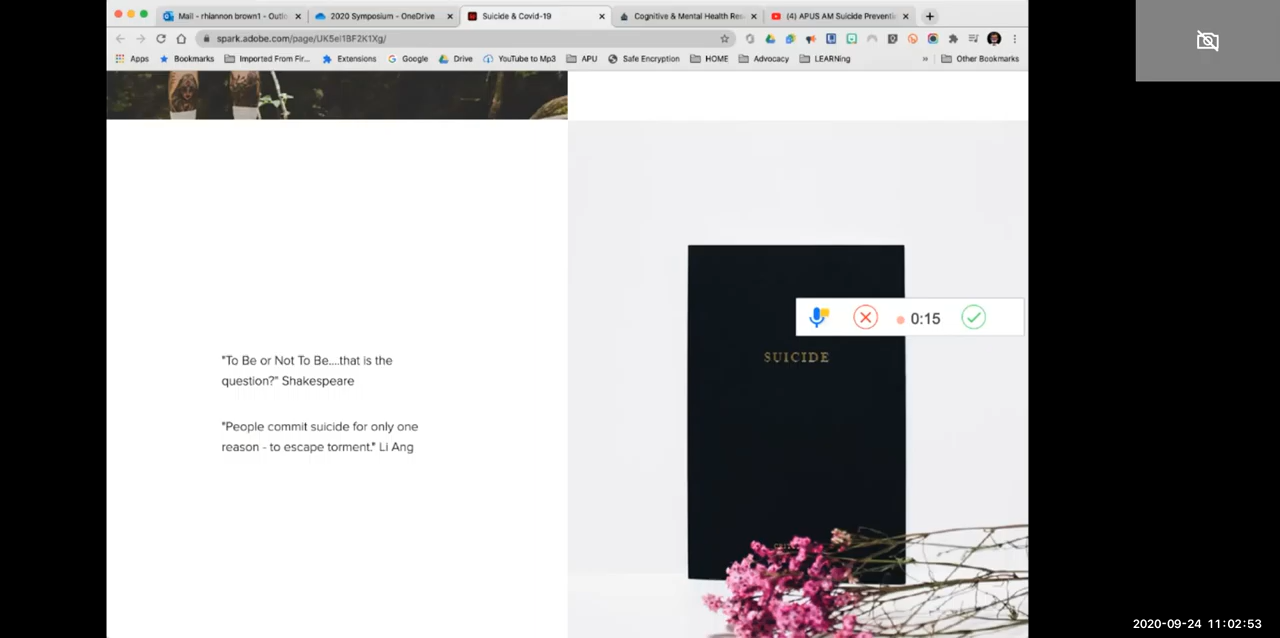 Mail - rhiannon brown1 - Outlo
2020 Symposium - OneDrive
Suicide & Covid-19
Cognitive & Mental Health Res
(4) APUS AM Suicide Preventi
spark.adobe.com/page/UK5eI1BF2K1Xg/
Apps
Bookmarks
Imported From Fir...
Extensions
Google
Drive
YouTube to Mp3
APU
Safe Encryption
HOME
Advocacy
LEARNing
»
Other Bookmarks
0:15
SUICIDE
"To Be or Not To Be....that is the
question?" Shakespeare
"People commit suicide for only one
reason - to escape torment." Li Ang
2020-09-24 11:02:53